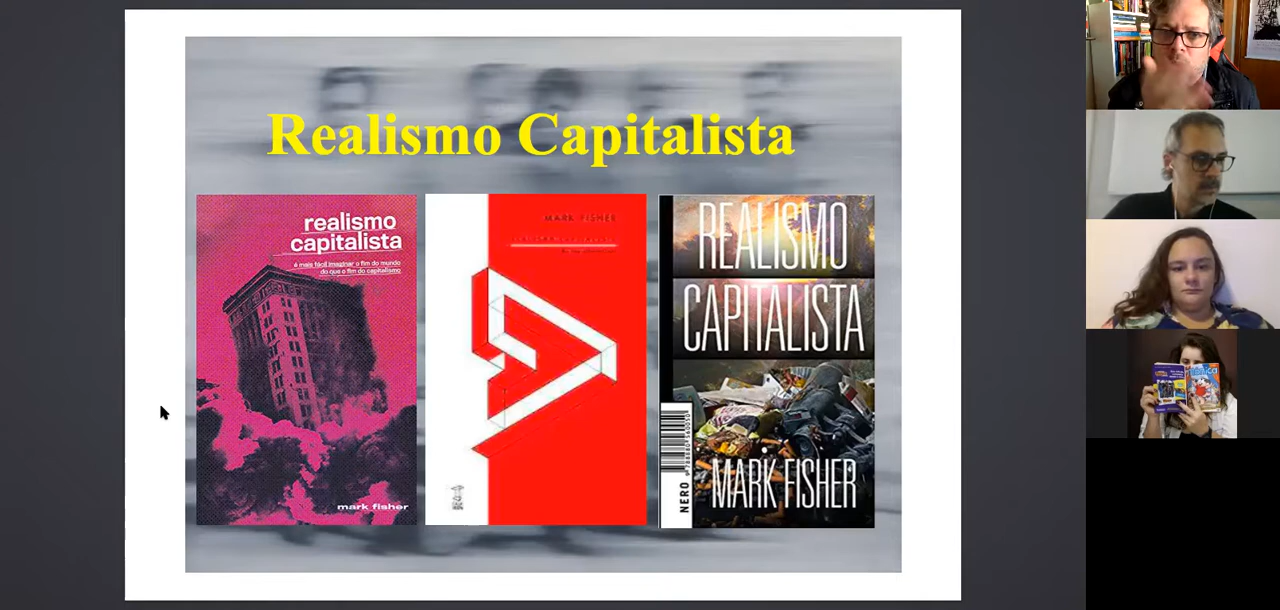 Realismo Capitalista
realismo
capitalista
é mais fácil imaginar o fim do mundo
do que o fim do capitalismo
mark fisher
MARK FISHER
REALISMO
CAPITALISTA
MARK FISHER
NERO